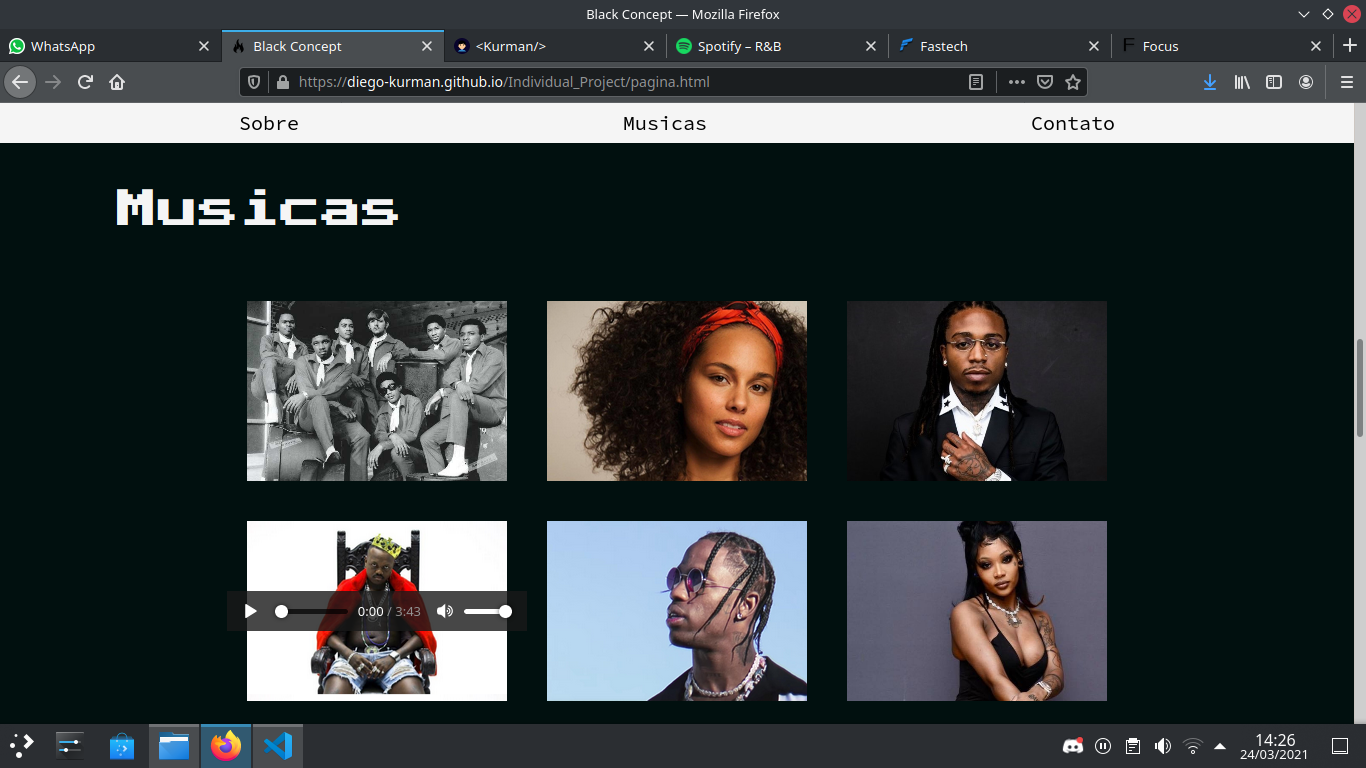 Black Concept — Mozilla Firefox
WhatsApp
Black Concept
<Kurman/>
Spotify – R&B
Fastech
Focus
https://diego-kurman.github.io/Individual_Project/pagina.html
Sobre
Musicas
Contato
Musicas
0:00 / 3:43
14:26
24/03/2021